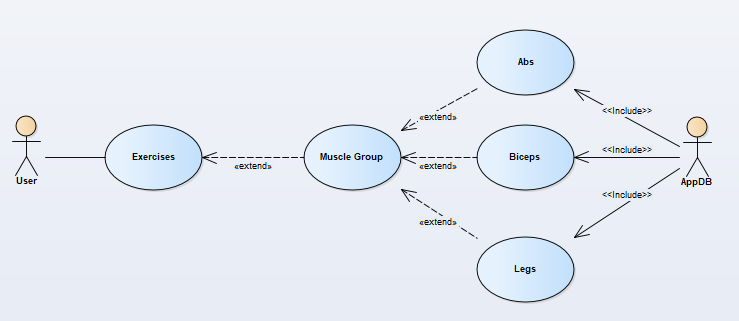 Abs
«extend»
<<Include>>
User
Exercises
«extend»
Muscle Group
«extend»
Biceps
<<Include>>
AppDB
<<Include>>
«extend»
Legs